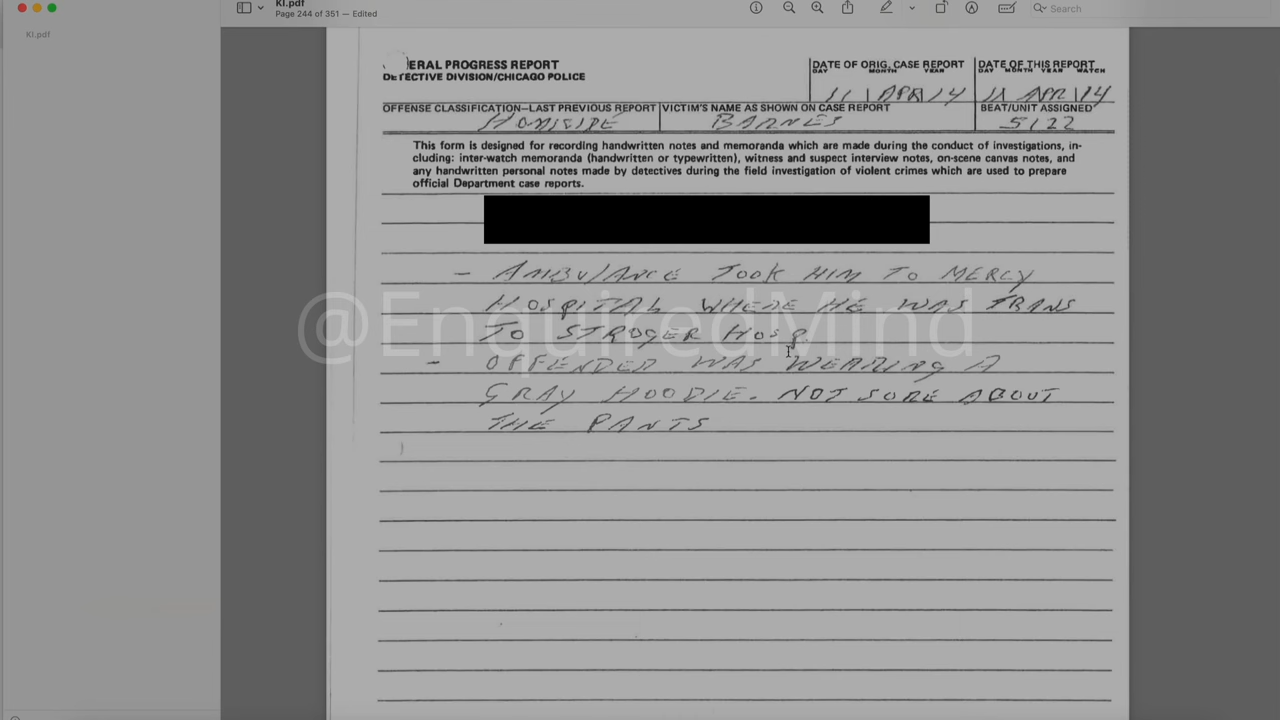 KI.pdf
Page 244 of 351 — Edited
Search
KI.pdf
ERAL PROGRESS REPORT
DETECTIVE DIVISION/CHICAGO POLICE
DATE OF ORIG. CASE REPORT
DAY MONTH YEAR
11 APR 14
DATE OF THIS REPORT
DAY MONTH YEAR WATCH
11 APR 14
OFFENSE CLASSIFICATION—LAST PREVIOUS REPORT
HOMICIDE
VICTIM'S NAME AS SHOWN ON CASE REPORT
BARNES
BEAT/UNIT ASSIGNED
5122
This form is designed for recording handwritten notes and memoranda which are made during the conduct of investigations, in-
cluding: inter-watch memoranda (handwritten or typewritten), witness and suspect interview notes, on-scene canvas notes, and
any handwritten personal notes made by detectives during the field investigation of violent crimes which are used to prepare
official Department case reports.
- AMBULANCE TOOK HIM TO MERCY
HOSPITAL WHERE HE WAS TRANS
TO STROGER HOSP.
@EnquiredMind
- OFFENDER WAS WEARING A
GRAY HOODIE. NOT SURE ABOUT
THE PANTS